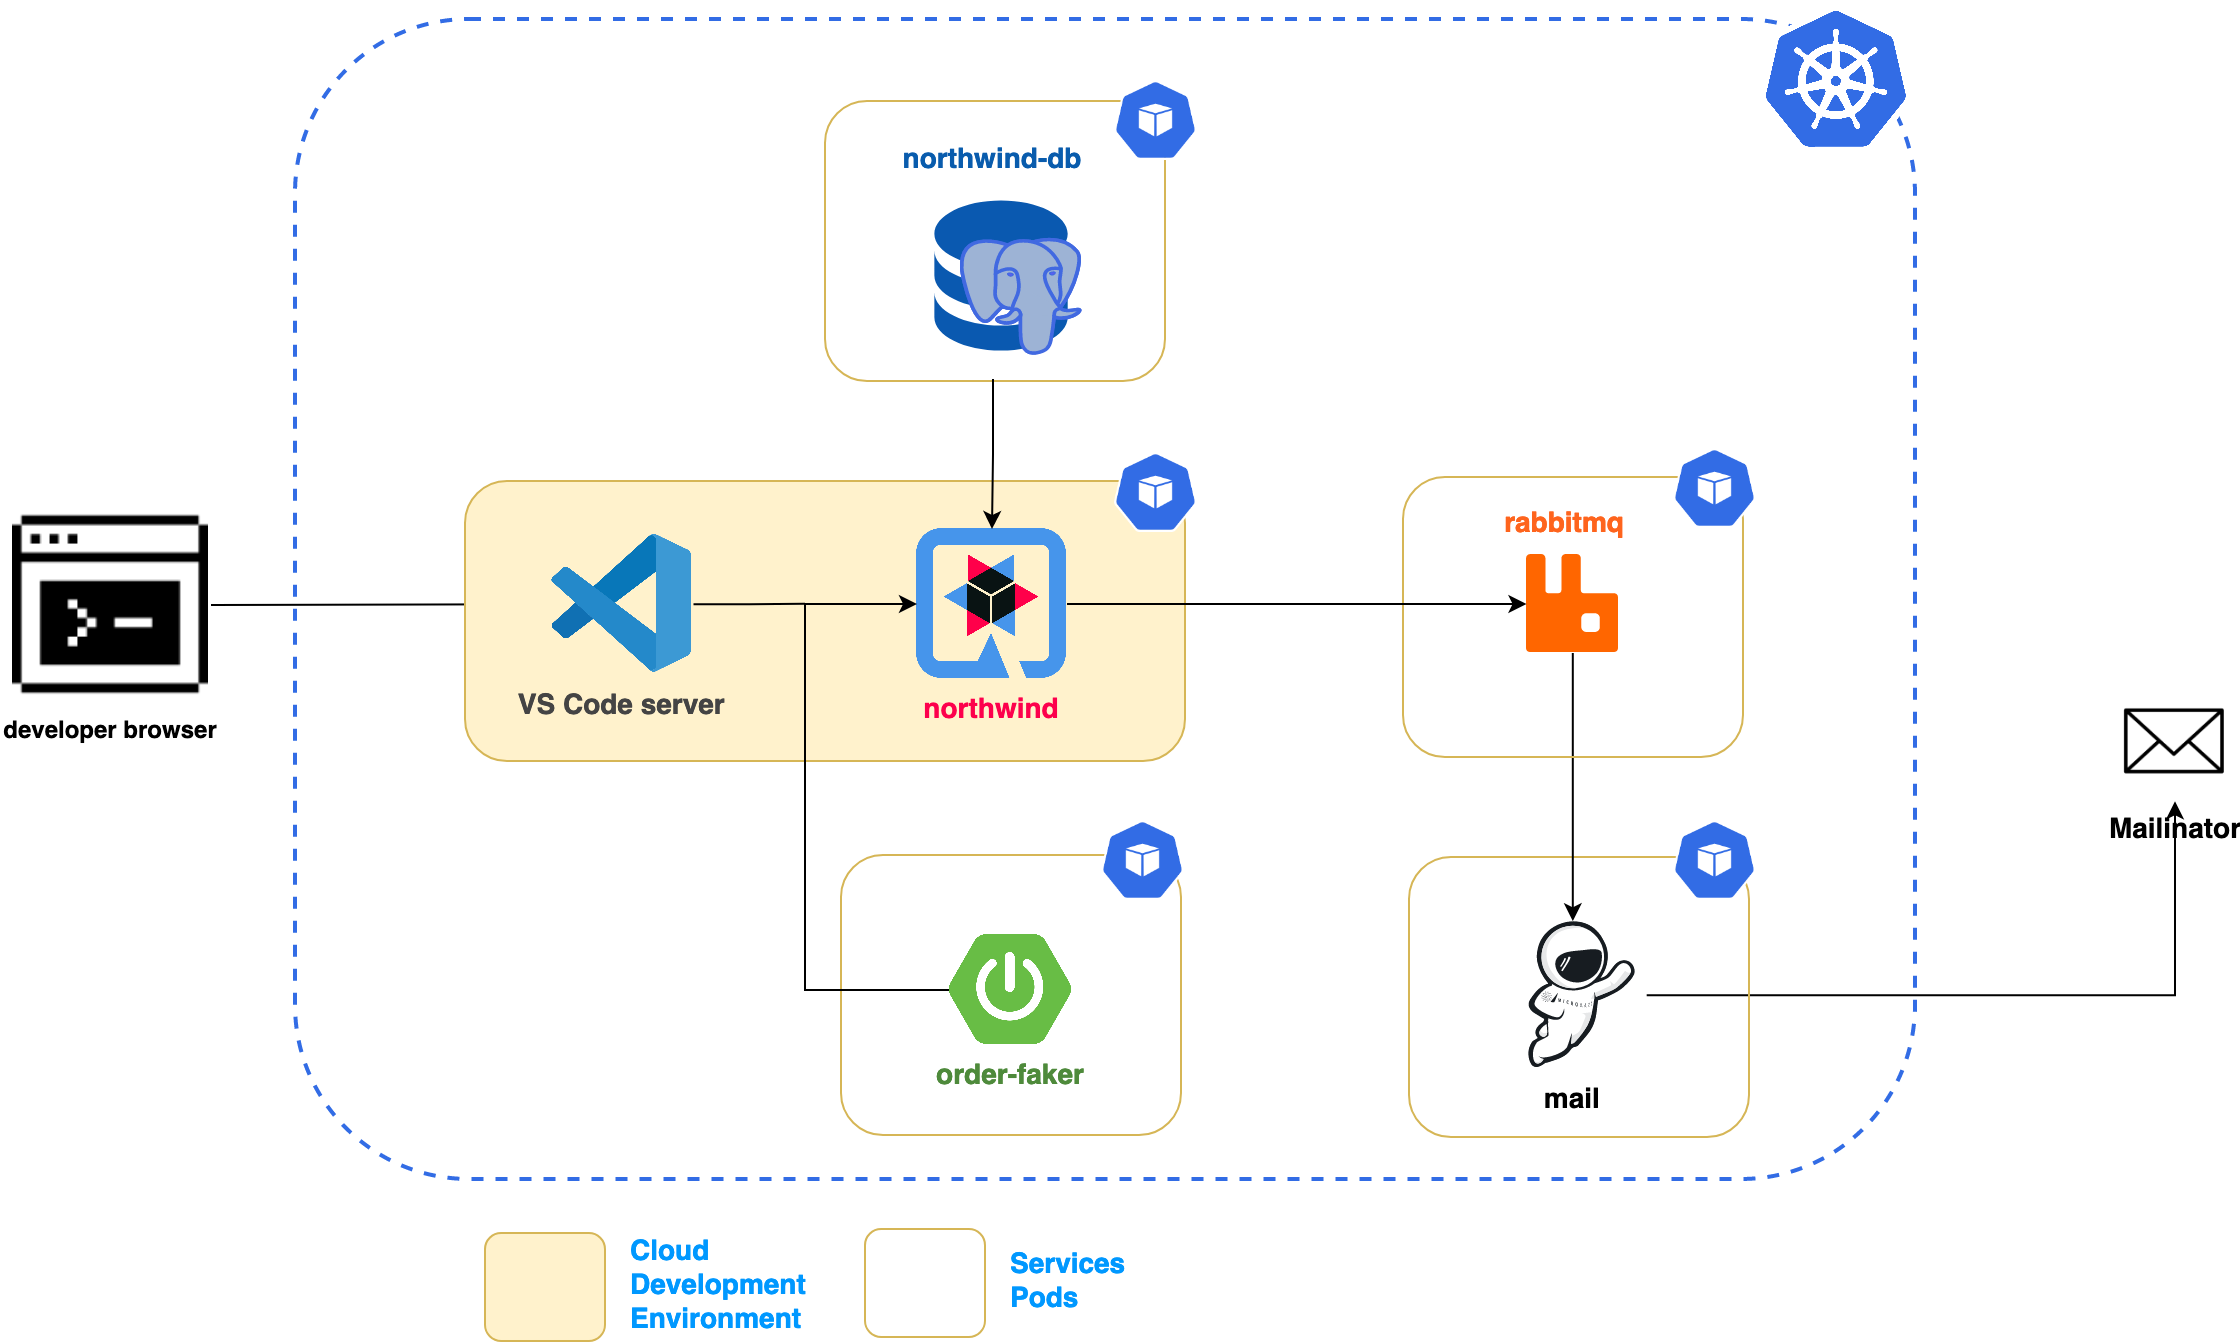 northwind-db
rabbitmq
VS Code server
northwind
developer browser
Mailinator
order-faker
mail
Cloud
Development
Environment
Services
Pods